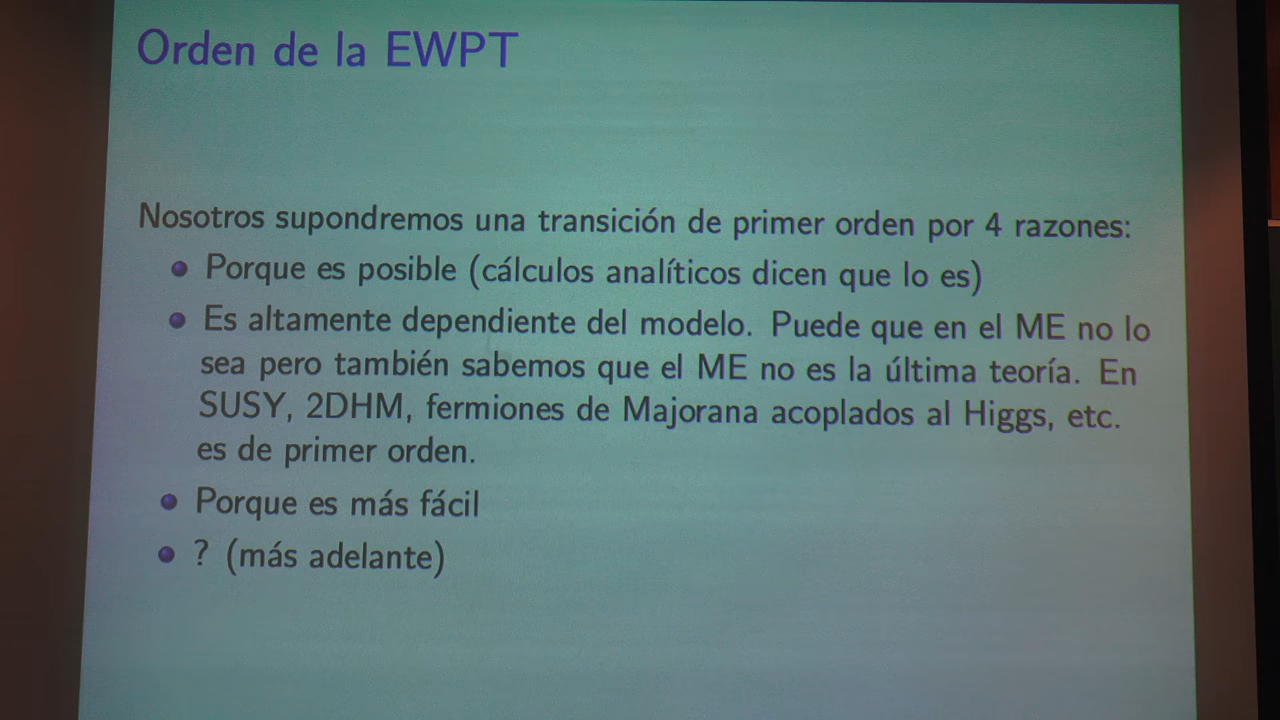 Orden de la EWPT
Nosotros supondremos una transición de primer orden por 4 razones:
Porque es posible (cálculos analíticos dicen que lo es)
Es altamente dependiente del modelo. Puede que en el ME no lo
sea pero también sabemos que el ME no es la última teoría. En
SUSY, 2DHM, fermiones de Majorana acoplados al Higgs, etc.
es de primer orden.
Porque es más fácil
? (más adelante)